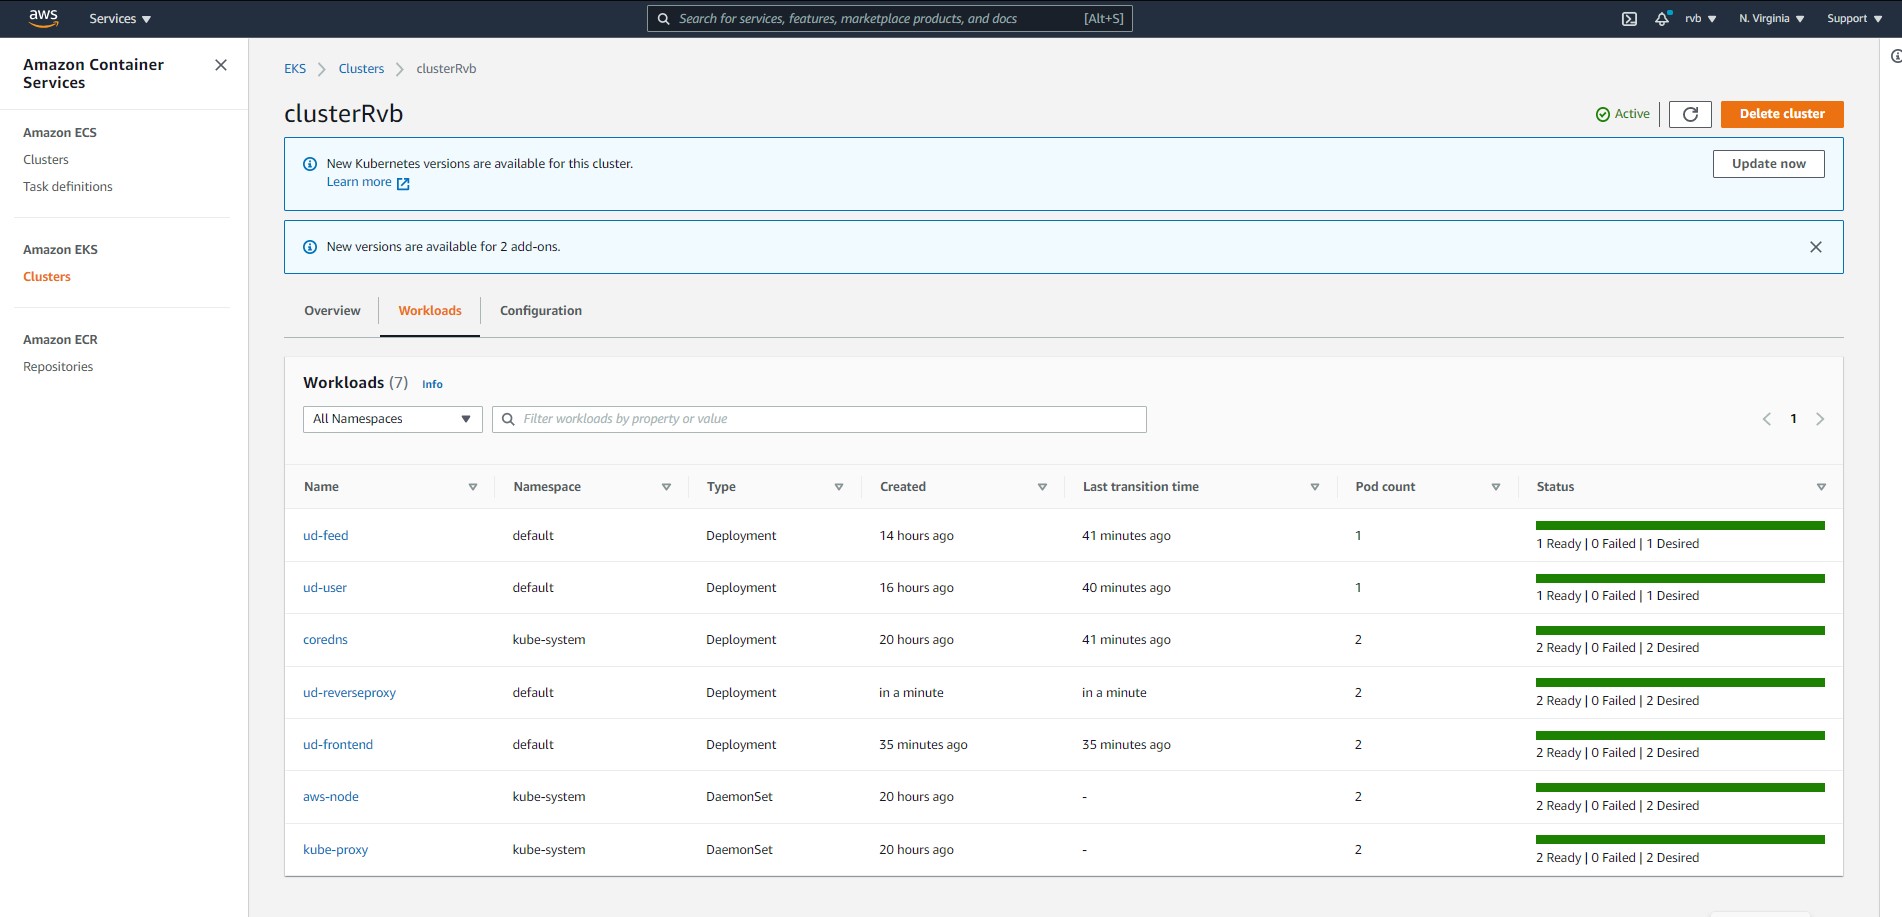 aws
Services
Search for services, features, marketplace products, and docs [Alt+S]
rvb
N. Virginia
Support
Amazon Container
Services
Amazon ECS
Clusters
Task definitions
Amazon EKS
Clusters
Amazon ECR
Repositories
EKS
Clusters
clusterRvb
clusterRvb
Active
Delete cluster
New Kubernetes versions are available for this cluster.
Learn more
Update now
New versions are available for 2 add-ons.
Overview
Workloads
Configuration
Workloads (7) Info
All Namespaces
Filter workloads by property or value
1
Name Namespace Type Created Last transition time Pod count Status
ud-feed default Deployment 14 hours ago 41 minutes ago 1
1 Ready | 0 Failed | 1 Desired
ud-user default Deployment 16 hours ago 40 minutes ago 1
1 Ready | 0 Failed | 1 Desired
coredns kube-system Deployment 20 hours ago 41 minutes ago 2
2 Ready | 0 Failed | 2 Desired
ud-reverseproxy default Deployment in a minute in a minute 2
2 Ready | 0 Failed | 2 Desired
ud-frontend default Deployment 35 minutes ago 35 minutes ago 2
2 Ready | 0 Failed | 2 Desired
aws-node kube-system DaemonSet 20 hours ago - 2
2 Ready | 0 Failed | 2 Desired
kube-proxy kube-system DaemonSet 20 hours ago - 2
2 Ready | 0 Failed | 2 Desired